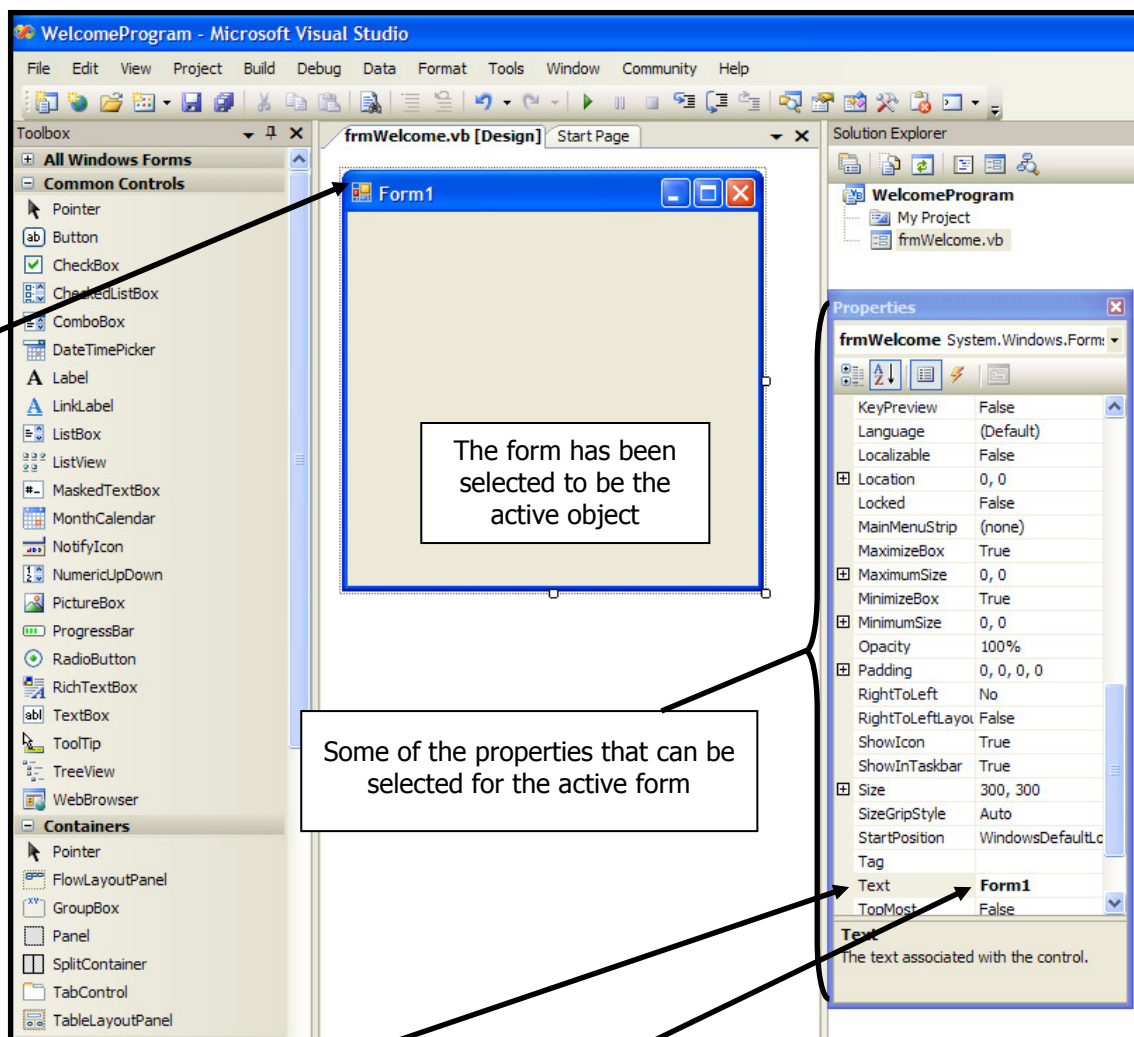 WelcomeProgram - Microsoft Visual Studio
File Edit View Project Build Debug Data Format Tools Window Community Help
Toolbox
All Windows Forms
Common Controls
Pointer
Button
CheckBox
CheckedListBox
ComboBox
DateTimePicker
Label
LinkLabel
ListBox
ListView
MaskedTextBox
MonthCalendar
NotifyIcon
NumericUpDown
PictureBox
ProgressBar
RadioButton
RichTextBox
TextBox
ToolTip
TreeView
WebBrowser
Containers
Pointer
FlowLayoutPanel
GroupBox
Panel
SplitContainer
TabControl
TableLayoutPanel
frmWelcome.vb [Design] Start Page
Form1
The form has been
selected to be the
active object
Some of the properties that can be
selected for the active form
Solution Explorer
WelcomeProgram
My Project
frmWelcome.vb
Properties
frmWelcome System.Windows.Form:
KeyPreview False
Language (Default)
Localizable False
Location 0, 0
Locked False
MainMenuStrip (none)
MaximizeBox True
MaximumSize 0, 0
MinimizeBox True
MinimumSize 0, 0
Opacity 100%
Padding 0, 0, 0, 0
RightToLeft No
RightToLeftLayou False
ShowIcon True
ShowInTaskbar True
Size 300, 300
SizeGripStyle Auto
StartPosition WindowsDefaultLo
Tag
Text Form1
TopMost False
Text
The text associated with the control.